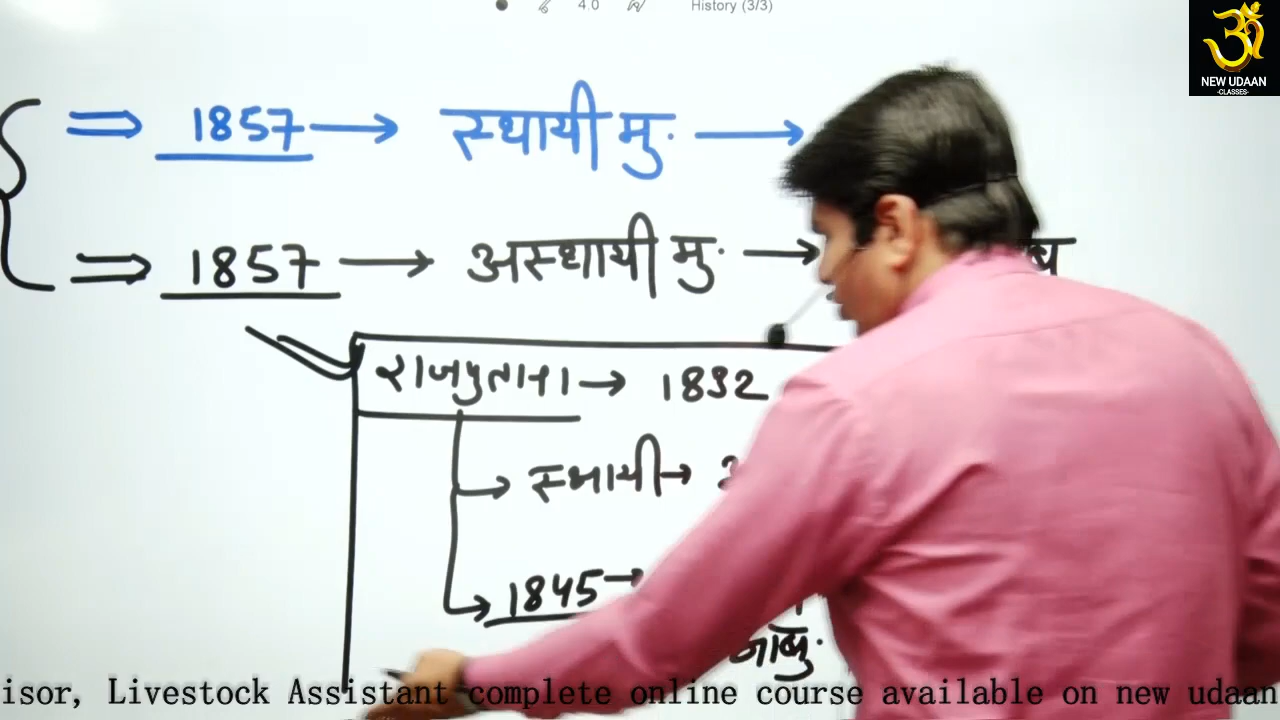 4.0 History (3/3)
NEW UDAAN
-CLASSES-
⇒ 1857 → स्थायी मु. →
⇒ 1857 → अस्थायी मु. →
राजपुताना → 1832
→ स्थायी →
→ 1845 →
isor, Livestock Assistant complete online course available on new udaan